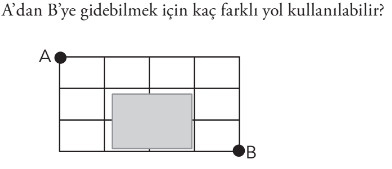 A'dan B'ye gidebilmek için kaç farklı yol kullanılabilir?
A
B